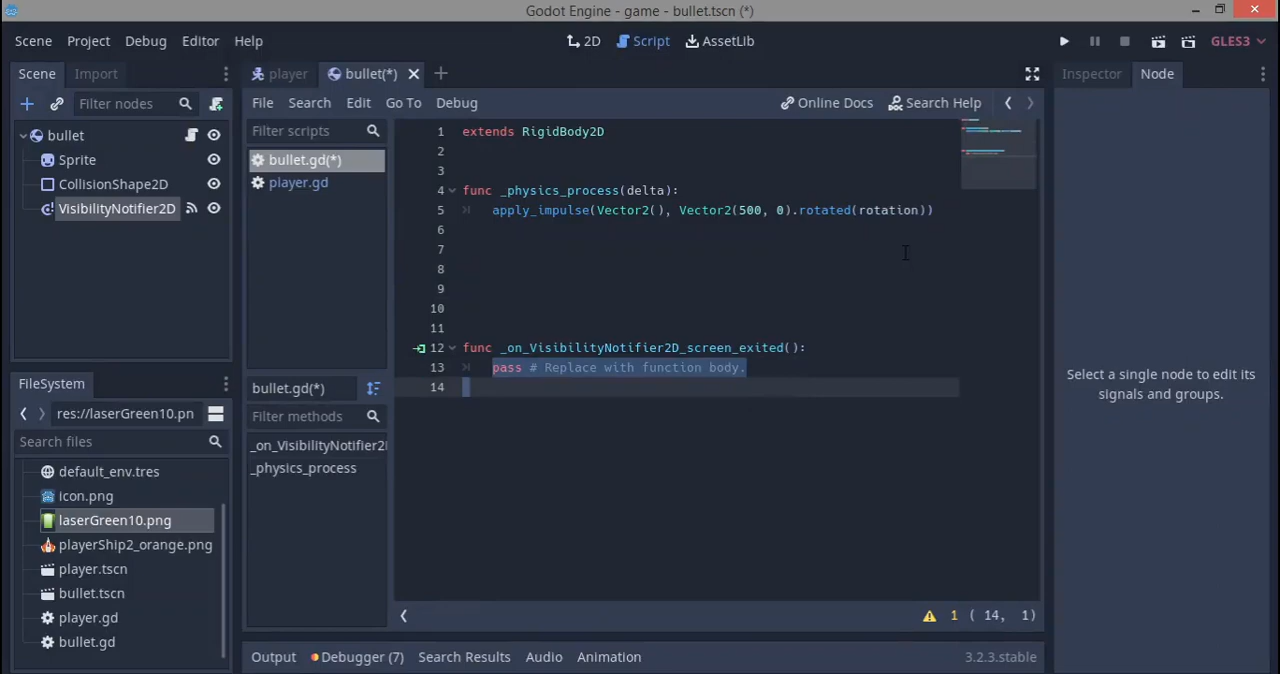 Godot Engine - game - bullet.tscn (*)
Scene Project Debug Editor Help
2D Script AssetLib
GLES3
Scene Import
Filter nodes
bullet
Sprite
CollisionShape2D
VisibilityNotifier2D
FileSystem
res://laserGreen10.pn
Search files
default_env.tres
icon.png
laserGreen10.png
playerShip2_orange.png
player.tscn
bullet.tscn
player.gd
bullet.gd
player bullet(*)
File Search Edit Go To Debug
Online Docs Search Help
Filter scripts
bullet.gd(*)
player.gd
bullet.gd(*)
Filter methods
_on_VisibilityNotifier2D
_physics_process
1 extends RigidBody2D
2
3
4 func _physics_process(delta):
5 apply_impulse(Vector2(), Vector2(500, 0).rotated(rotation))
6
7
8
9
10
11
12 func _on_VisibilityNotifier2D_screen_exited():
13 pass # Replace with function body.
14
1 ( 14, 1)
Output Debugger (7) Search Results Audio Animation
3.2.3.stable
Inspector Node
Select a single node to edit its
signals and groups.